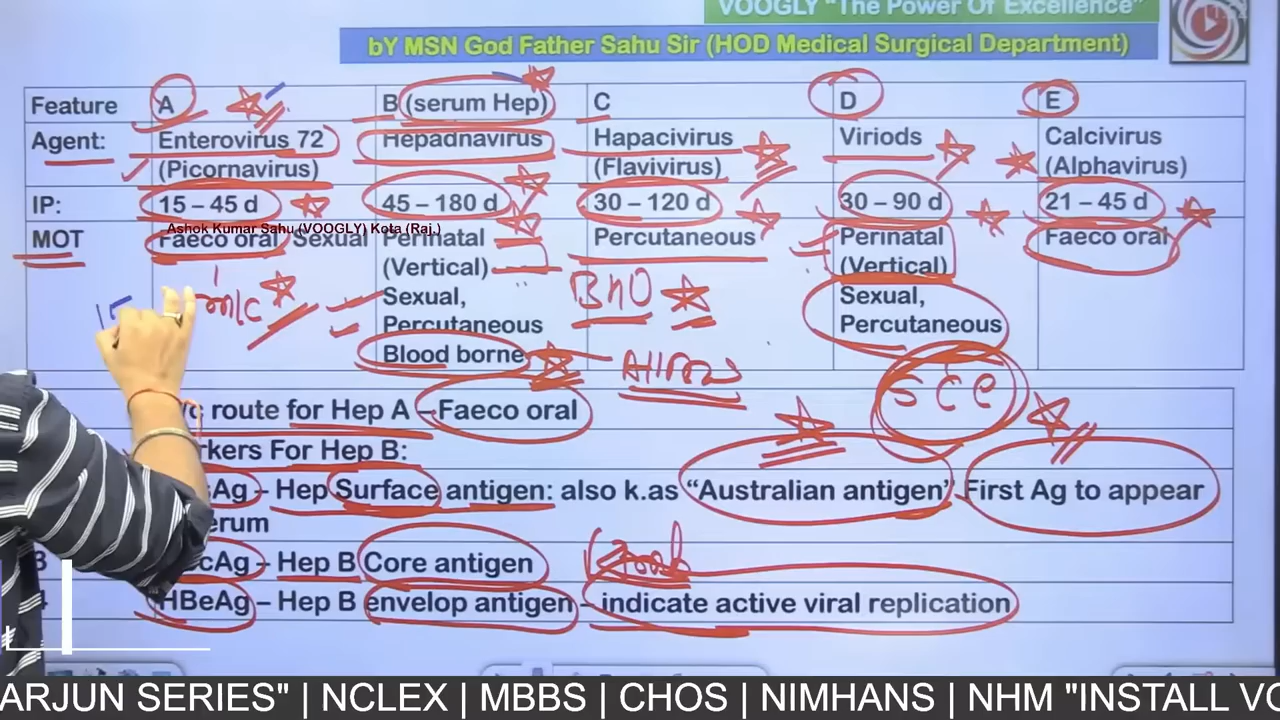 VOOGLY "The Power Of Excellence"
bY MSN God Father Sahu Sir (HOD Medical Surgical Department)
Feature A B (serum Hep) C D E
Agent: Enterovirus 72 Hepadnavirus Hapacivirus Viriods Calcivirus
(Picornavirus) (Flavivirus) (Alphavirus)
IP: 15 – 45 d 45 – 180 d 30 – 120 d 30 – 90 d 21 – 45 d
Ashok Kumar Sahu (VOOGLY) Kota (Raj.)
MOT Faeco oral, Sexual Perinatal Percutaneous Perinatal Faeco oral
(Vertical) (Vertical)
m/c Sexual, Sexual,
Percutaneous Percutaneous
Blood borne
route for Hep A – Faeco oral
kers For Hep B:
Ag – Hep Surface antigen: also k.as "Australian antigen" First Ag to appear
erum
3 cAg – Hep B Core antigen
4 HBeAg – Hep B envelop antigen – indicate active viral replication
ARJUN SERIES" | NCLEX | MBBS | CHOS | NIMHANS | NHM "INSTALL VO